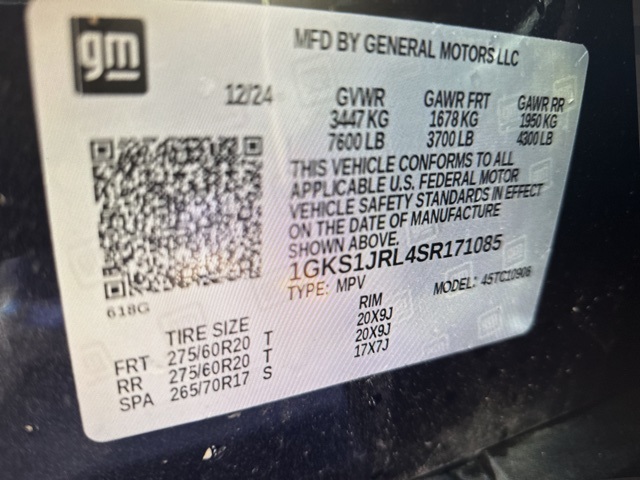 gm
MFD BY GENERAL MOTORS LLC
12/24 GVWR GAWR FRT GAWR RR
3447 KG 1678 KG 1950 KG
7600 LB 3700 LB 4300 LB
THIS VEHICLE CONFORMS TO ALL
APPLICABLE U.S. FEDERAL MOTOR
VEHICLE SAFETY STANDARDS IN EFFECT
ON THE DATE OF MANUFACTURE
SHOWN ABOVE.
1GKS1JRL4SR171085
TYPE: MPV MODEL: 45TC10906
618G
TIRE SIZE RIM
FRT 275/60R20 T 20X9J
RR 275/60R20 T 20X9J
SPA 265/70R17 S 17X7J